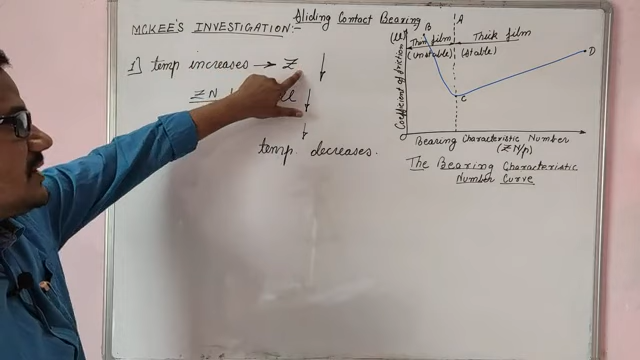 Sliding Contact Bearing
MCKEE'S INVESTIGATION:-
1) temp increases → Z ↓
ZN
↓
temp. decreases.
A
B
(μ)
Thin film
Thick film
(unstable)
(stable)
D
C
Coefficient of friction
Bearing Characteristic Number
(ZN/p)
The Bearing Characteristic
Number Curve